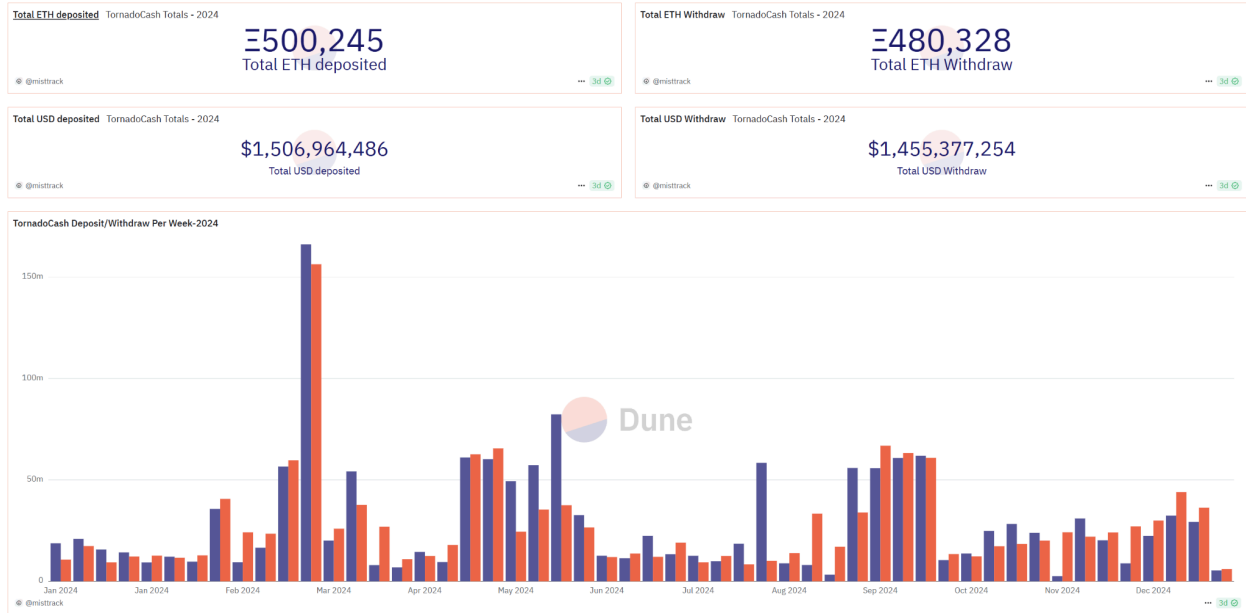 Total ETH deposited TornadoCash Totals - 2024
Ξ500,245
Total ETH deposited
@misttrack
3d
Total ETH Withdraw TornadoCash Totals - 2024
Ξ480,328
Total ETH Withdraw
@misttrack
3d
Total USD deposited TornadoCash Totals - 2024
$1,506,964,486
Total USD deposited
@misttrack
3d
Total USD Withdraw TornadoCash Totals - 2024
$1,455,377,254
Total USD Withdraw
@misttrack
3d
TornadoCash Deposit/Withdraw Per Week-2024
150m
100m
50m
0
Dune
Jan 2024 Jan 2024 Feb 2024 Mar 2024 Apr 2024 May 2024 Jun 2024 Jul 2024 Aug 2024 Sep 2024 Oct 2024 Nov 2024 Dec 2024
@misttrack
3d